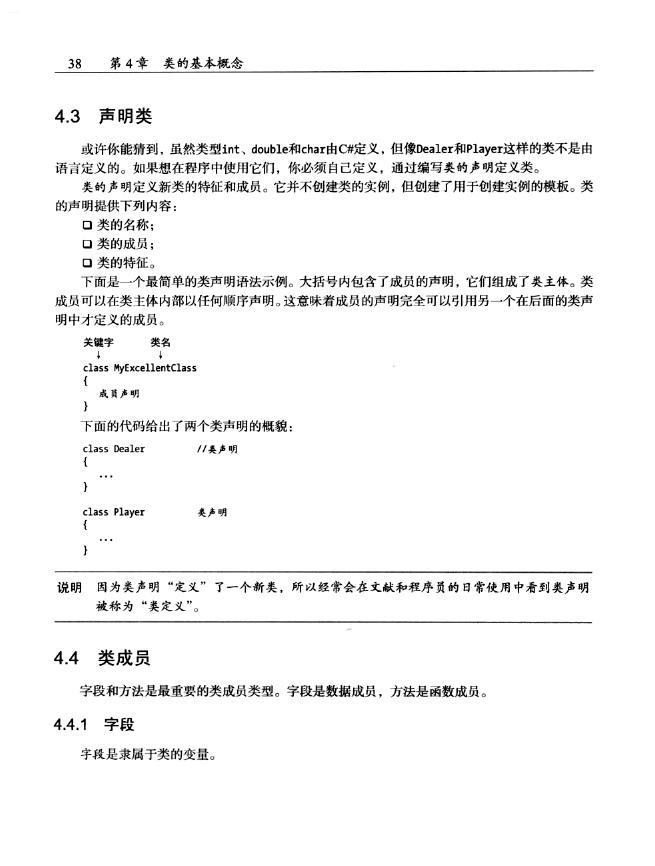 38 第4章 类的基本概念
4.3 声明类
或许你能猜到，虽然类型int、double和char由C#定义，但像Dealer和Player这样的类不是由
语言定义的。如果想在程序中使用它们，你必须自己定义，通过编写类的声明定义类。
类的声明定义新类的特征和成员。它并不创建类的实例，但创建了用于创建实例的模板。类
的声明提供下列内容：
❑ 类的名称；
❑ 类的成员；
❑ 类的特征。
下面是一个最简单的类声明语法示例。大括号内包含了成员的声明，它们组成了类主体。类
成员可以在类主体内部以任何顺序声明。这意味着成员的声明完全可以引用另一个在后面的类声
明中才定义的成员。
关键字 类名
↓ ↓
class MyExcellentClass
{
成员声明
}
下面的代码给出了两个类声明的概貌：
class Dealer //类声明
{
...
}
class Player 类声明
{
...
}
说明 因为类声明“定义”了一个新类，所以经常会在文献和程序员的日常使用中看到类声明
被称为“类定义”。
4.4 类成员
字段和方法是最重要的类成员类型。字段是数据成员，方法是函数成员。
4.4.1 字段
字段是隶属于类的变量。